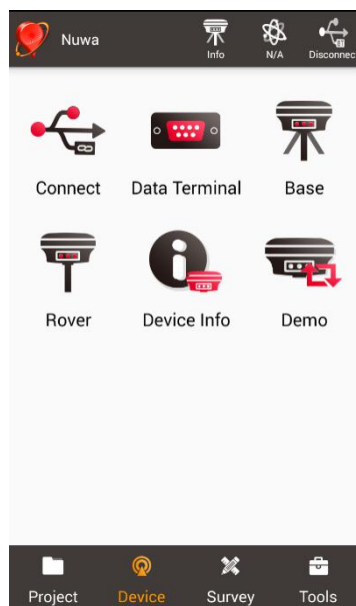 Nuwa
Info
N/A
Disconnec
Connect
Data Terminal
Base
Rover
Device Info
Demo
Project
Device
Survey
Tools